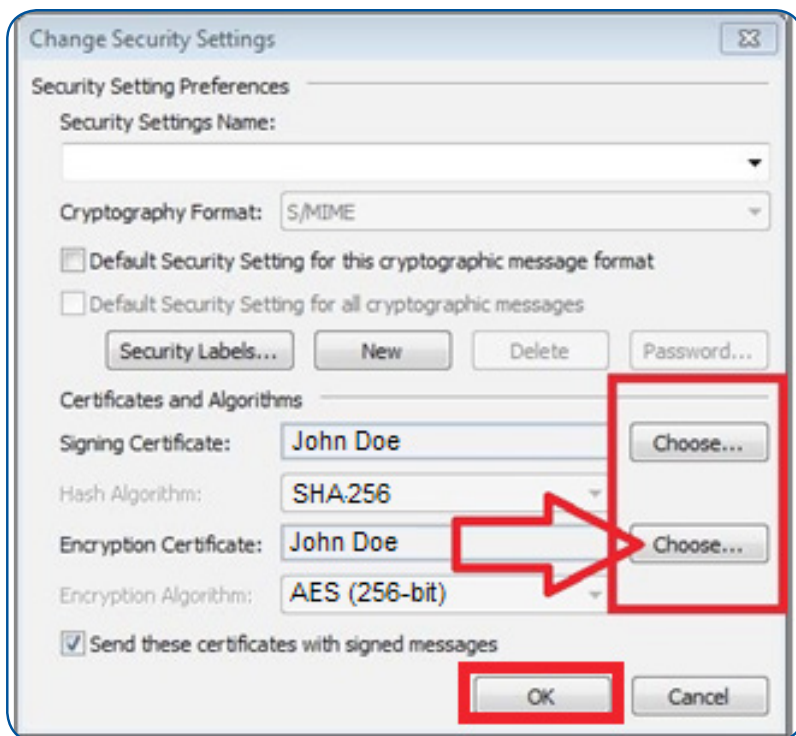 Change Security Settings
Security Setting Preferences
Security Settings Name:
Cryptography Format: S/MIME
Default Security Setting for this cryptographic message format
Default Security Setting for all cryptographic messages
Security Labels... New Delete Password...
Certificates and Algorithms
Signing Certificate: John Doe Choose...
Hash Algorithm: SHA-256
Encryption Certificate: John Doe Choose...
Encryption Algorithm: AES (256-bit)
Send these certificates with signed messages
OK Cancel